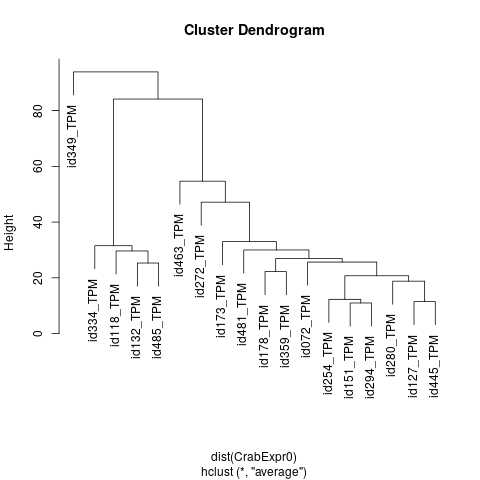 Cluster Dendrogram
Height
0
20
40
60
80
id349_TPM
id334_TPM
id118_TPM
id132_TPM
id485_TPM
id463_TPM
id272_TPM
id173_TPM
id481_TPM
id178_TPM
id359_TPM
id072_TPM
id254_TPM
id151_TPM
id294_TPM
id280_TPM
id127_TPM
id445_TPM
dist(CrabExpr0)
hclust (*, "average")